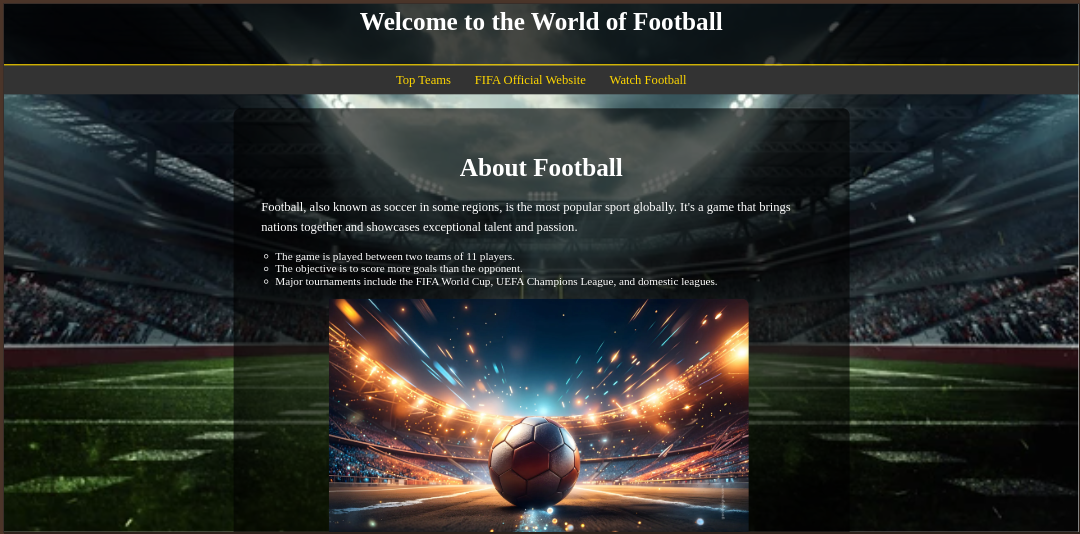 Welcome to the World of Football
Top Teams FIFA Official Website Watch Football
About Football
Football, also known as soccer in some regions, is the most popular sport globally. It's a game that brings
nations together and showcases exceptional talent and passion.
The game is played between two teams of 11 players.
The objective is to score more goals than the opponent.
Major tournaments include the FIFA World Cup, UEFA Champions League, and domestic leagues.